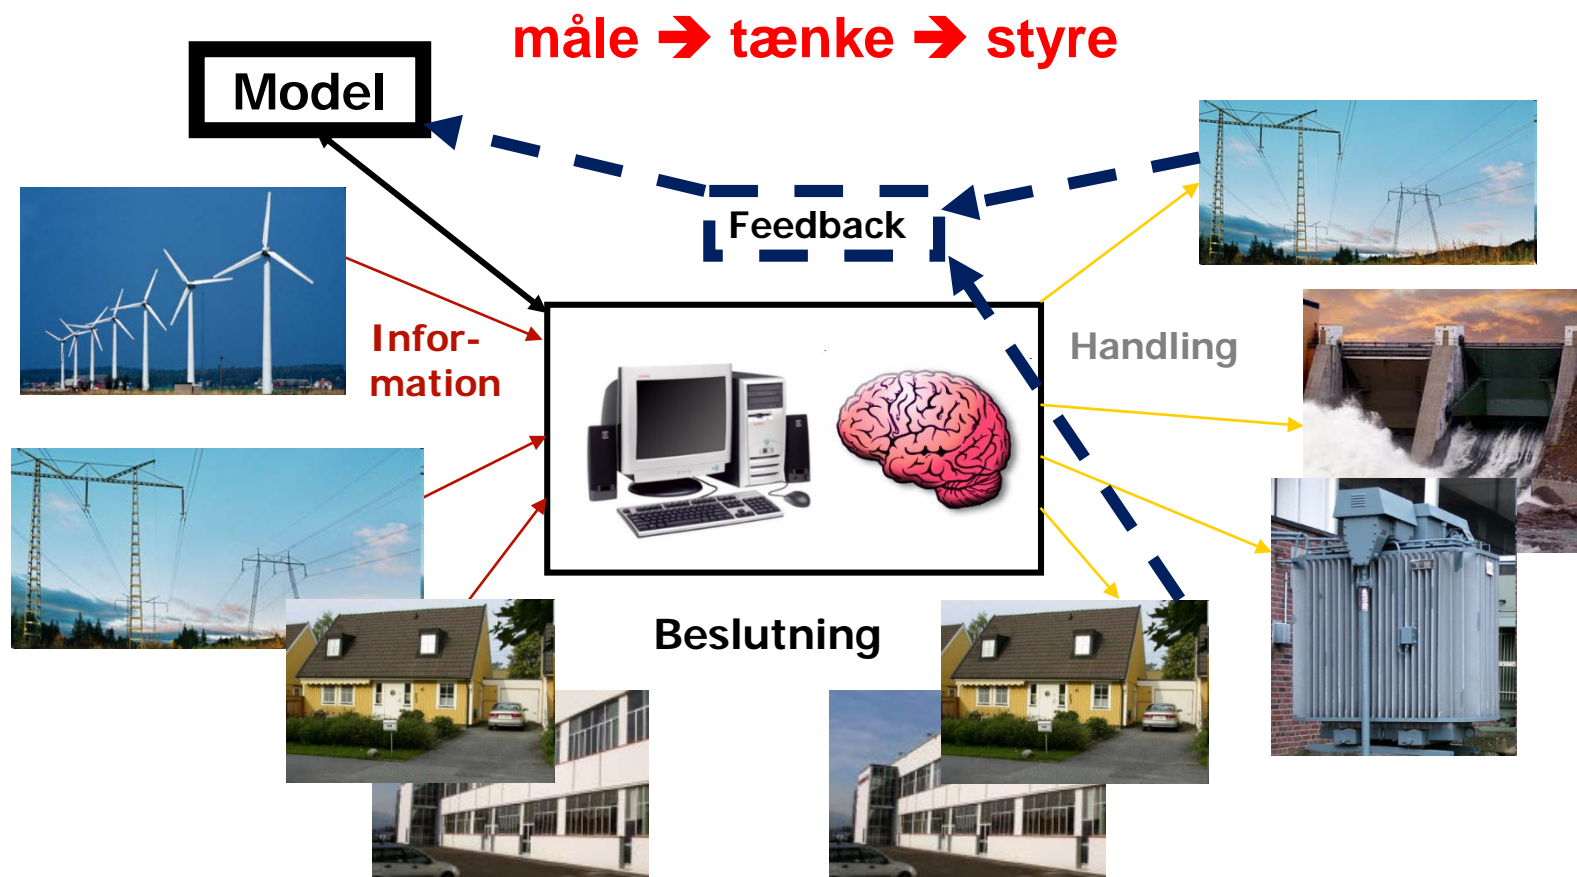 måle ➔ tænke ➔ styre
Model
Feedback
Infor-
mation
Handling
Beslutning